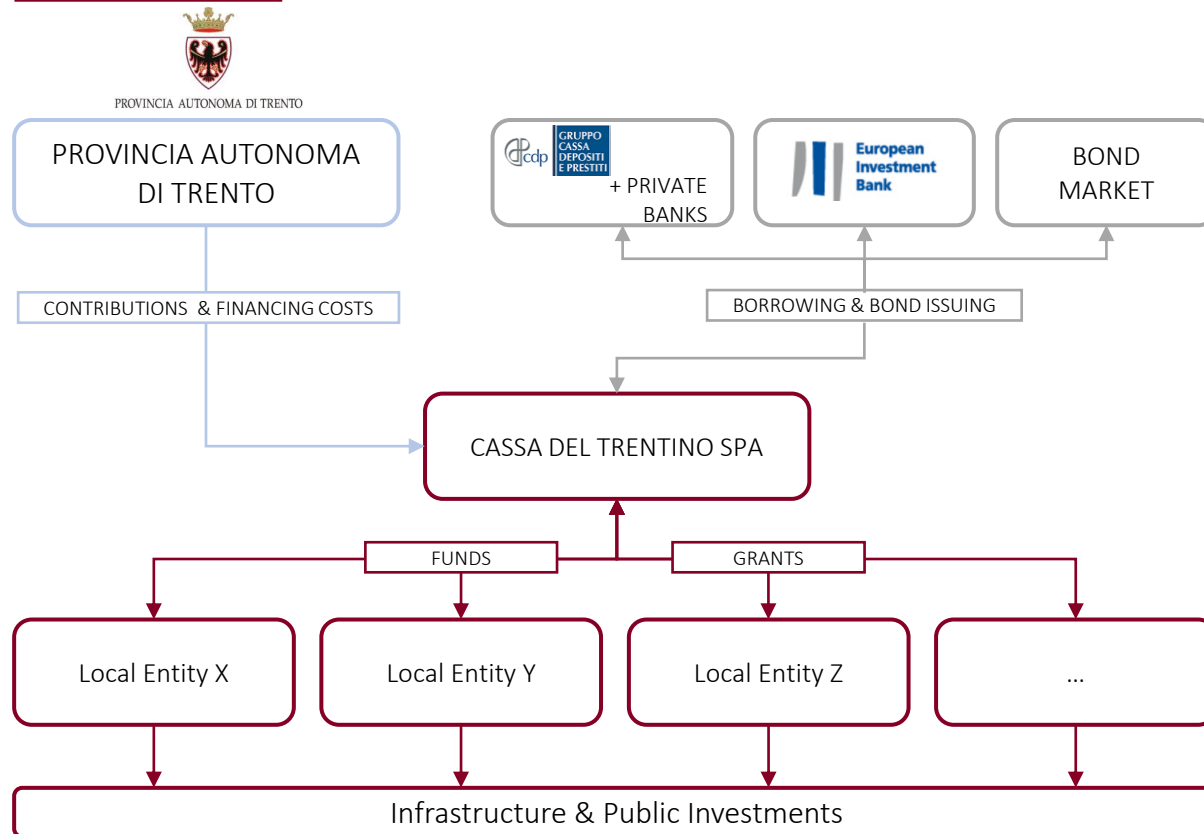 PROVINCIA AUTONOMA DI TRENTO
PROVINCIA AUTONOMA
DI TRENTO
cdp
GRUPPO
CASSA
DEPOSITI
E PRESTITI
+ PRIVATE
BANKS
European
Investment
Bank
BOND
MARKET
CONTRIBUTIONS & FINANCING COSTS
BORROWING & BOND ISSUING
CASSA DEL TRENTINO SPA
FUNDS
GRANTS
Local Entity X
Local Entity Y
Local Entity Z
...
Infrastructure & Public Investments